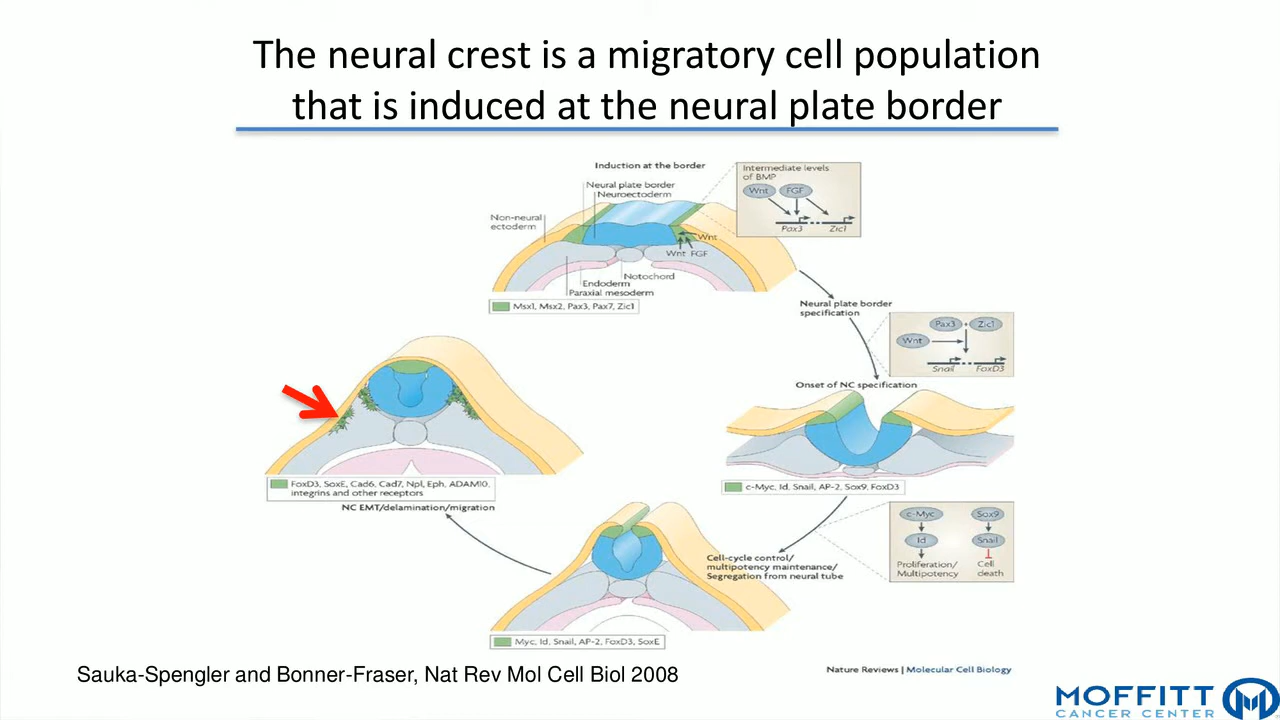 The neural crest is a migratory cell population
that is induced at the neural plate border
Induction at the border
Neural plate border
Neuroectoderm
Non-neural
ectoderm
Wnt
Wnt FGF
Notochord
Endoderm
Paraxial mesoderm
Msx1, Msx2, Pax3, Pax7, Zic1
Intermediate levels
of BMP
Wnt FGF
Pax3 Zic1
Neural plate border
specification
Pax3 + Zic1
Wnt
Snail FoxD3
Onset of NC specification
c-Myc, Id, Snail, AP-2, Sox9, FoxD3
c-Myc Sox9
Id Snail
Proliferation/
Multipotency
Cell
death
Cell-cycle control/
multipotency maintenance/
Segregation from neural tube
Myc, Id, Snail, AP-2, FoxD3, SoxE
FoxD3, SoxE, Cad6, Cad7, Npl, Eph, ADAM10,
integrins and other receptors
NC EMT/delamination/migration
Sauka-Spengler and Bonner-Fraser, Nat Rev Mol Cell Biol 2008
Nature Reviews | Molecular Cell Biology
MOFFITT
CANCER CENTER